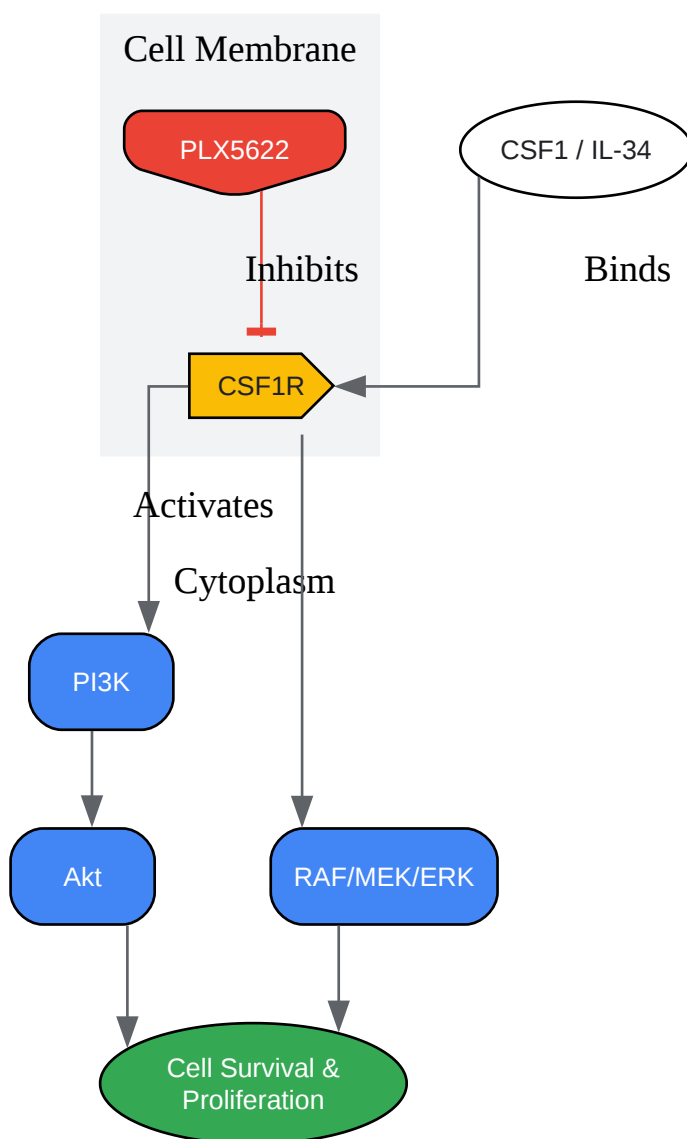 Cell Membrane
PLX5622
CSF1 / IL-34
Inhibits
Binds
CSF1R
Activates
Cytoplasm
PI3K
Akt
RAF/MEK/ERK
Cell Survival &
Proliferation